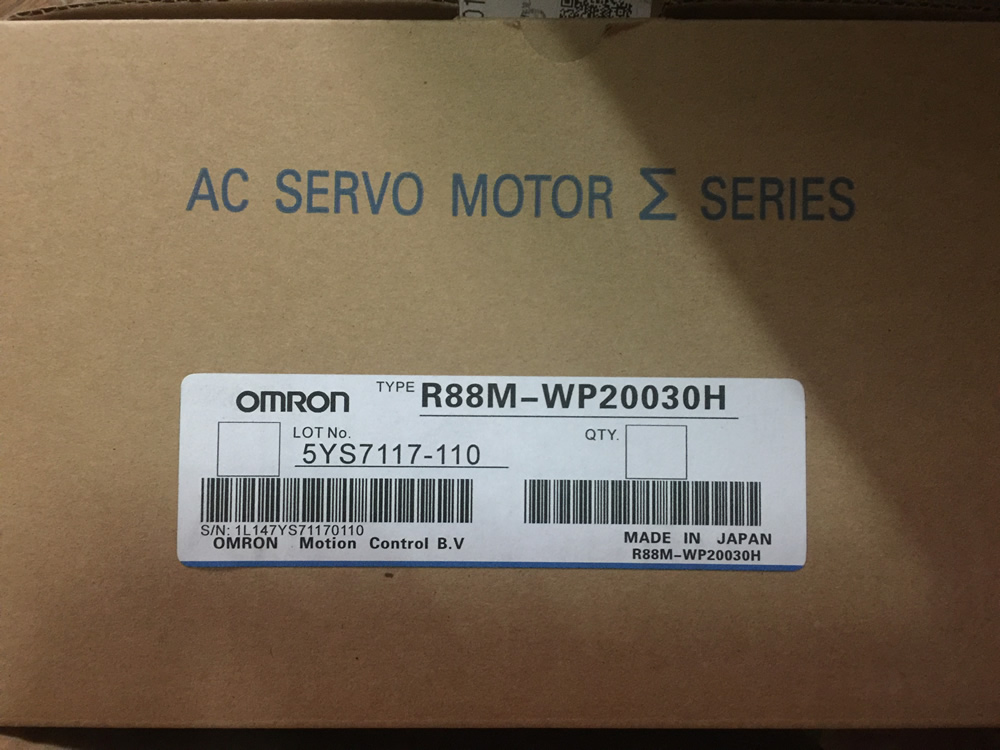 AC SERVO MOTOR Σ SERIES
OMRON TYPE R88M-WP20030H
LOT No. QTY.
5YS7117-110
S/N: 1L147YS71170110
OMRON Motion Control B.V
MADE IN JAPAN
R88M-WP20030H